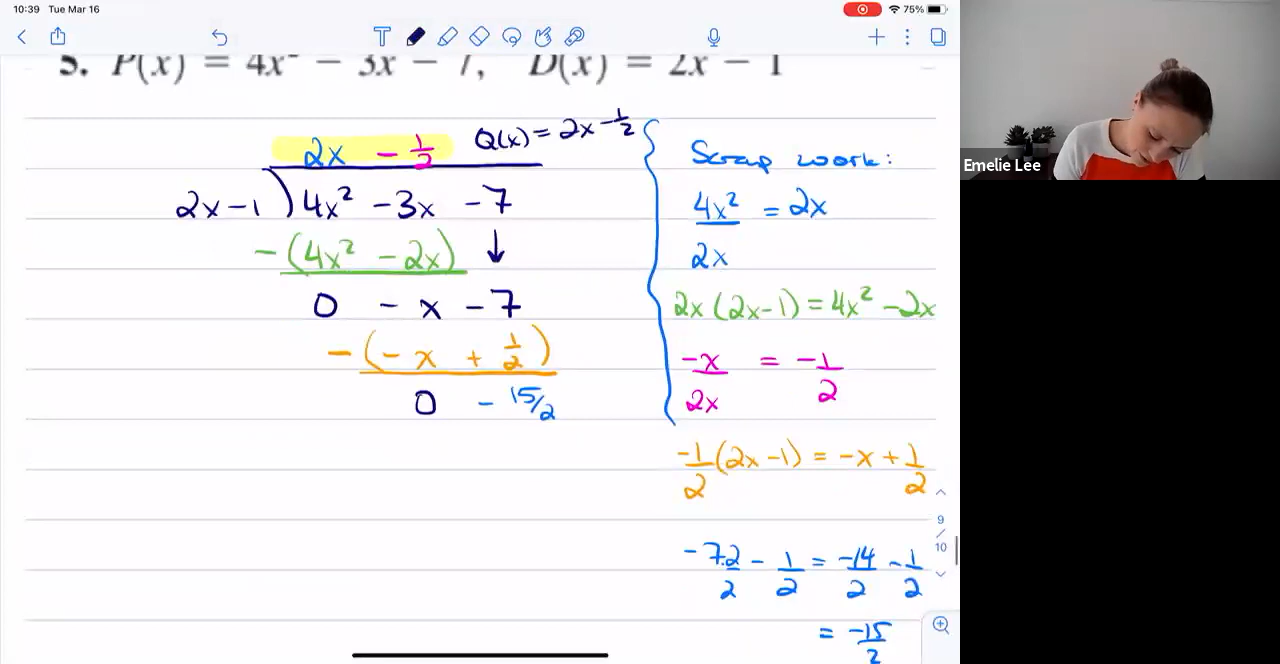 10:39 Tue Mar 16
75%
5. P(x) = 4x² − 3x − 7, D(x) = 2x − 1
Q(x) = 2x - 1/2
2x - 1/2
2x-1 ) 4x² -3x -7
-(4x² -2x) ↓
0 - x - 7
-(-x + 1/2)
0 - 15/2
Scrap work:
4x²/2x = 2x
2x(2x-1) = 4x² -2x
-x/2x = -1/2
-1/2(2x-1) = -x + 1/2
-7·2/2 - 1/2 = -14/2 - 1/2
= -15/2
9/10
Emelie Lee